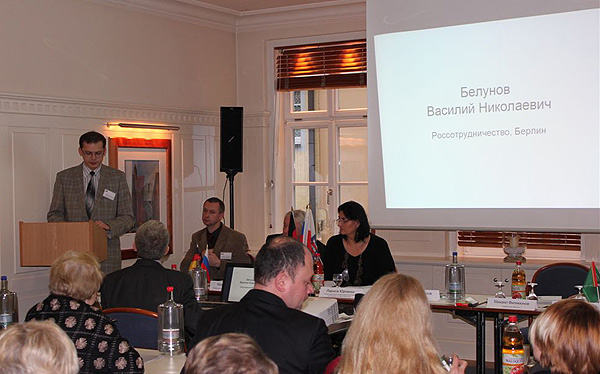 Белунов
Василий Николаевич
Россотрудничество, Берлин